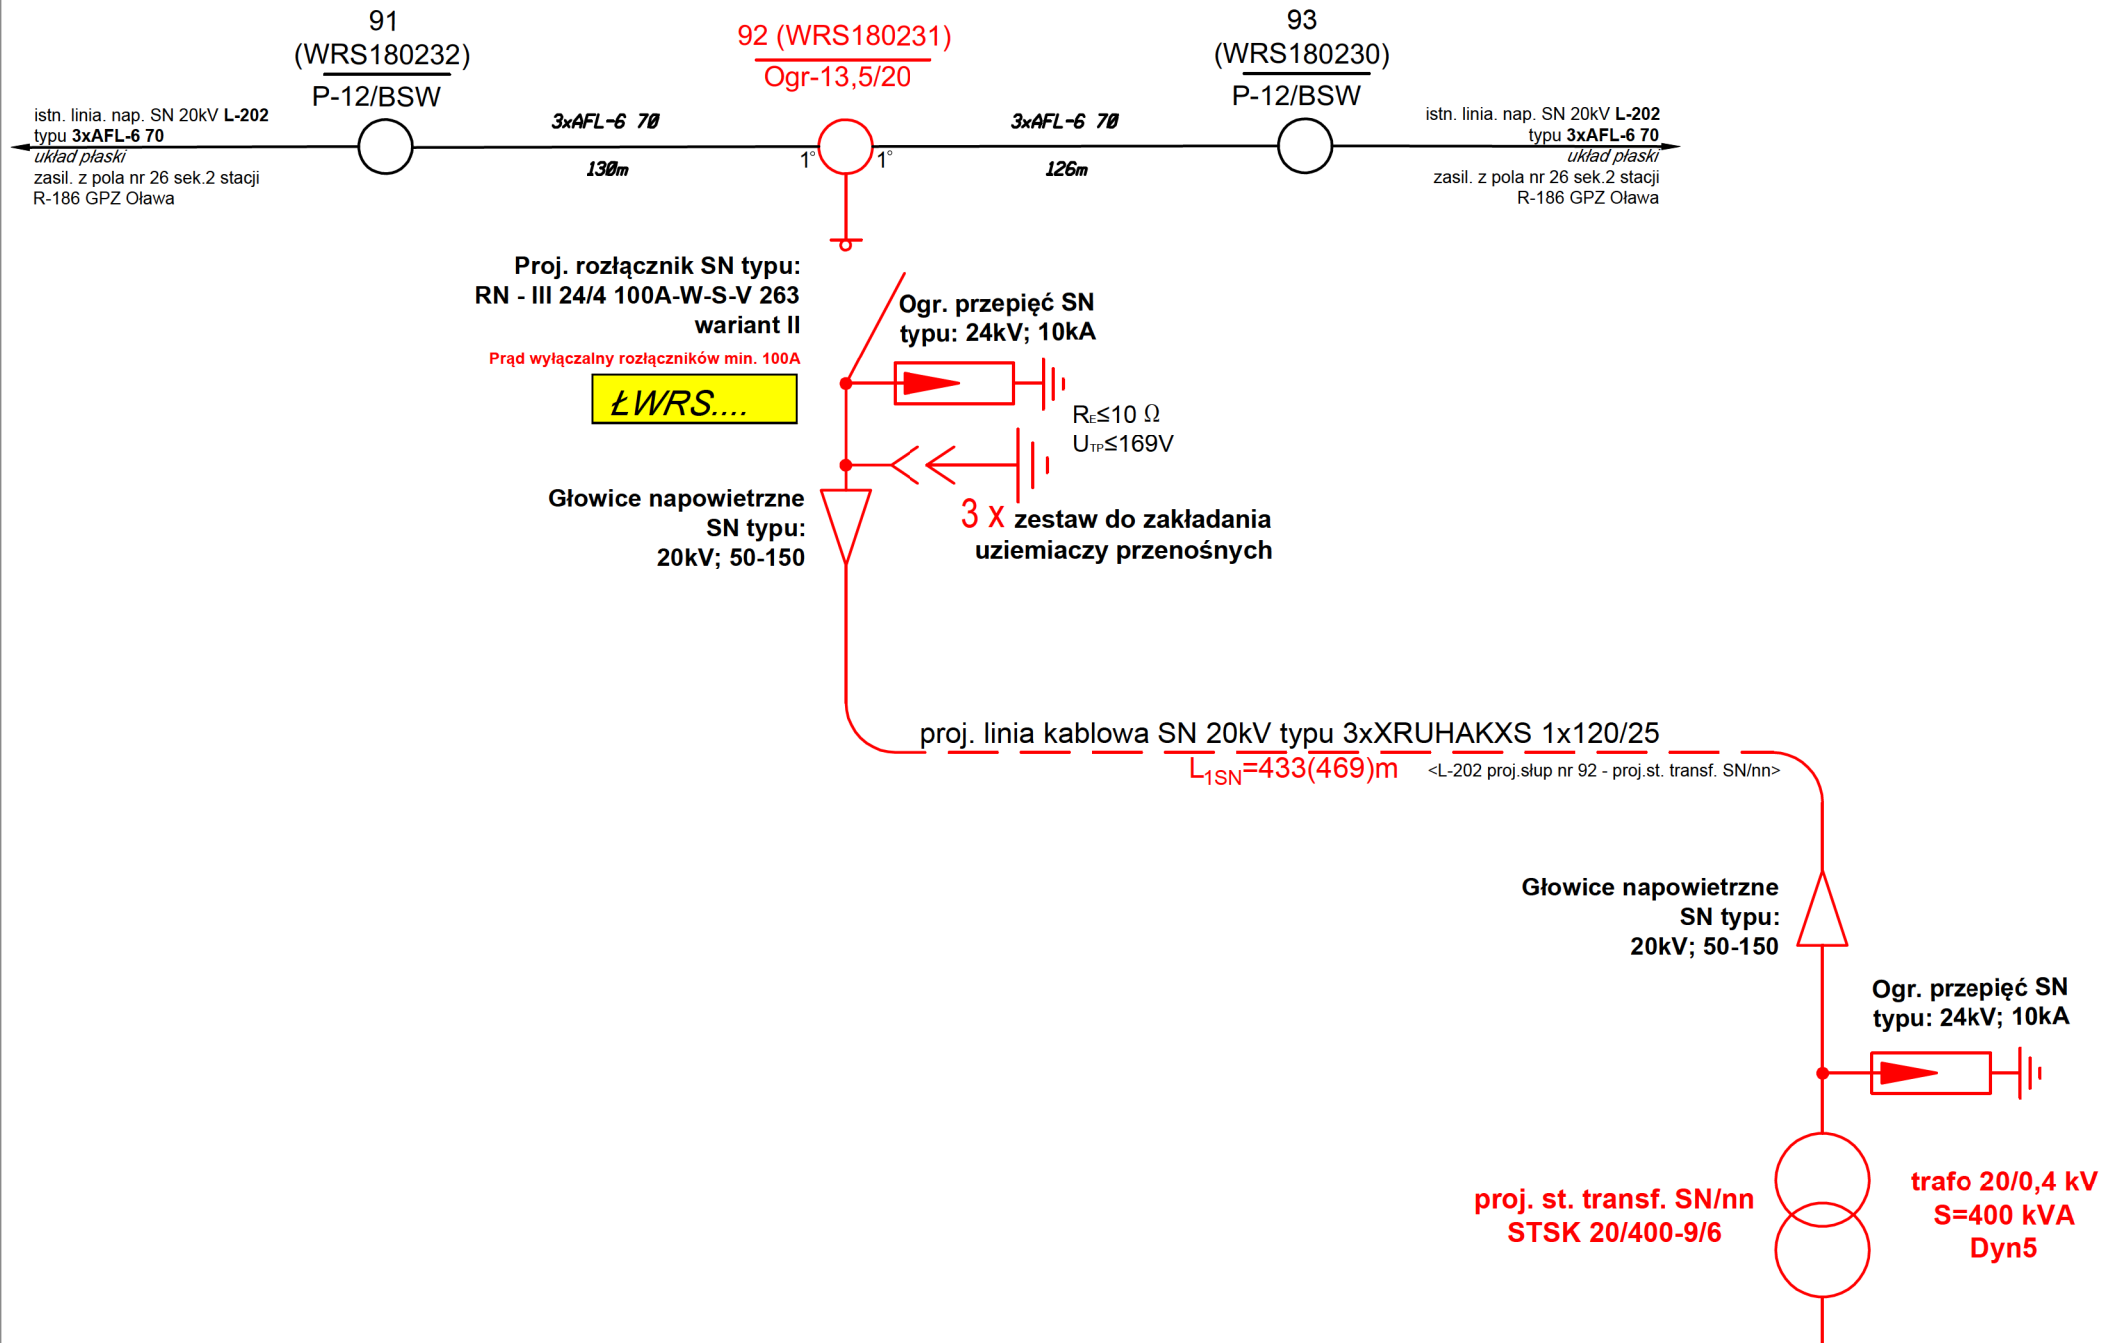 91
(WRS180232)
P-12/BSW
92 (WRS180231)
Ogr-13,5/20
93
(WRS180230)
P-12/BSW
istn. linia. nap. SN 20kV L-202
typu 3xAFL-6 70
układ płaski
zasil. z pola nr 26 sek.2 stacji
R-186 GPZ Oława
3xAFL-6 70
130m
1°
1°
3xAFL-6 70
126m
istn. linia. nap. SN 20kV L-202
typu 3xAFL-6 70
układ płaski
zasil. z pola nr 26 sek.2 stacji
R-186 GPZ Oława
Proj. rozłącznik SN typu:
RN - III 24/4 100A-W-S-V 263
wariant II
Prąd wyłączalny rozłączników min. 100A
ŁWRS....
Ogr. przepięć SN
typu: 24kV; 10kA
RE≤10 Ω
UTP≤169V
3 x zestaw do zakładania
uziemiaczy przenośnych
Głowice napowietrzne
SN typu:
20kV; 50-150
proj. linia kablowa SN 20kV typu 3xXRUHAKXS 1x120/25
L1SN=433(469)m <L-202 proj.słup nr 92 - proj.st. transf. SN/nn>
Głowice napowietrzne
SN typu:
20kV; 50-150
Ogr. przepięć SN
typu: 24kV; 10kA
proj. st. transf. SN/nn
STSK 20/400-9/6
trafo 20/0,4 kV
S=400 kVA
Dyn5